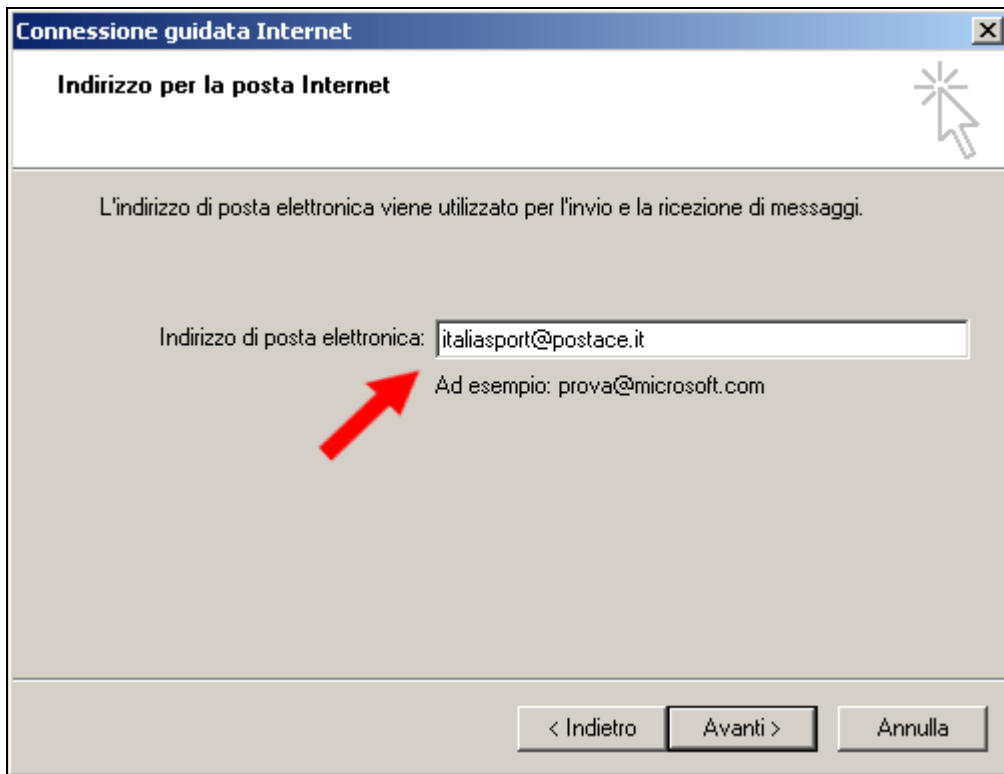 Connessione guidata Internet
Indirizzo per la posta Internet
L'indirizzo di posta elettronica viene utilizzato per l'invio e la ricezione di messaggi.
Indirizzo di posta elettronica: italiasport@postace.it
Ad esempio: prova@microsoft.com
< Indietro Avanti > Annulla